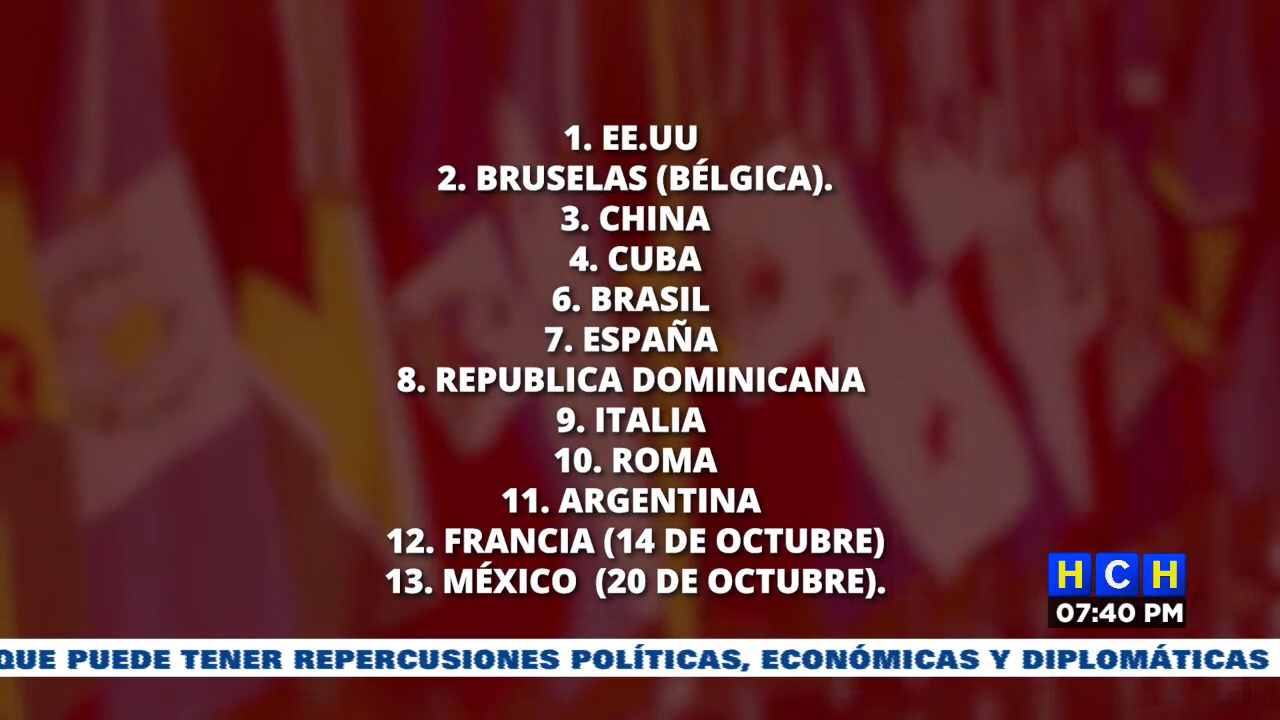 1. EE.UU
2. BRUSELAS (BÉLGICA).
3. CHINA
4. CUBA
6. BRASIL
7. ESPAÑA
8. REPUBLICA DOMINICANA
9. ITALIA
10. ROMA
11. ARGENTINA
12. FRANCIA (14 DE OCTUBRE)
13. MÉXICO (20 DE OCTUBRE).
HCH
07:40 PM
QUE PUEDE TENER REPERCUSIONES POLÍTICAS, ECONÓMICAS Y DIPLOMÁTICAS